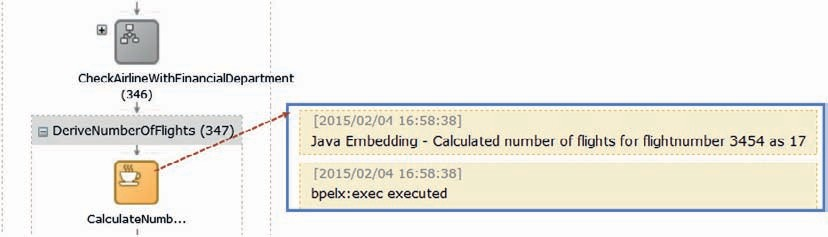 CheckAirlineWithFinancialDepartment
(346)
DeriveNumberOfFlights (347)
CalculateNumb...
[2015/02/04 16:58:38]
Java Embedding - Calculated number of flights for flightnumber 3454 as 17
[2015/02/04 16:58:38]
bpelx:exec executed